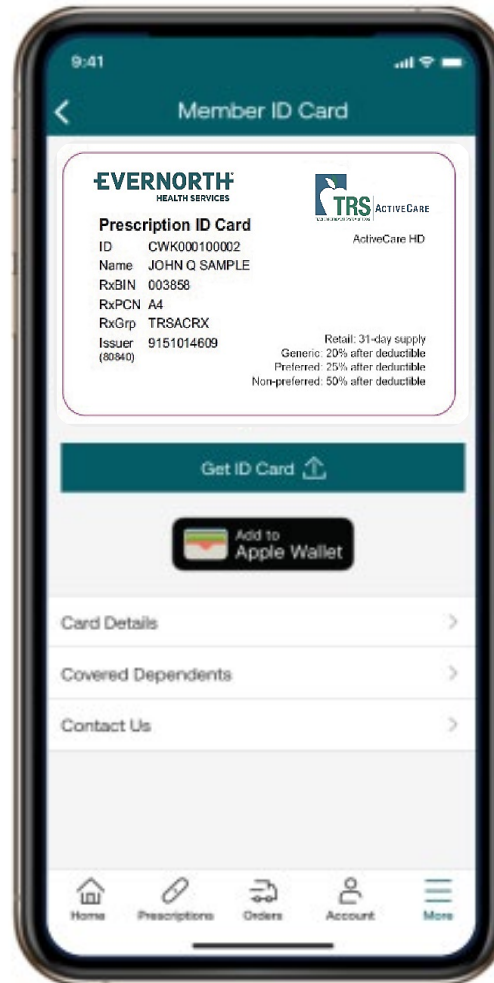 9:41
Member ID Card
EVERNORTH
HEALTH SERVICES
TRS ACTIVECARE
Prescription ID Card
ActiveCare HD
ID CWK000100002
Name JOHN Q SAMPLE
RxBIN 003858
RxPCN A4
RxGrp TRSACRX
Issuer 9151014609
(80840)
Retail: 31-day supply
Generic: 20% after deductible
Preferred: 25% after deductible
Non-preferred: 50% after deductible
Get ID Card
Add to
Apple Wallet
Card Details
Covered Dependents
Contact Us
Home Prescriptions Orders Account More